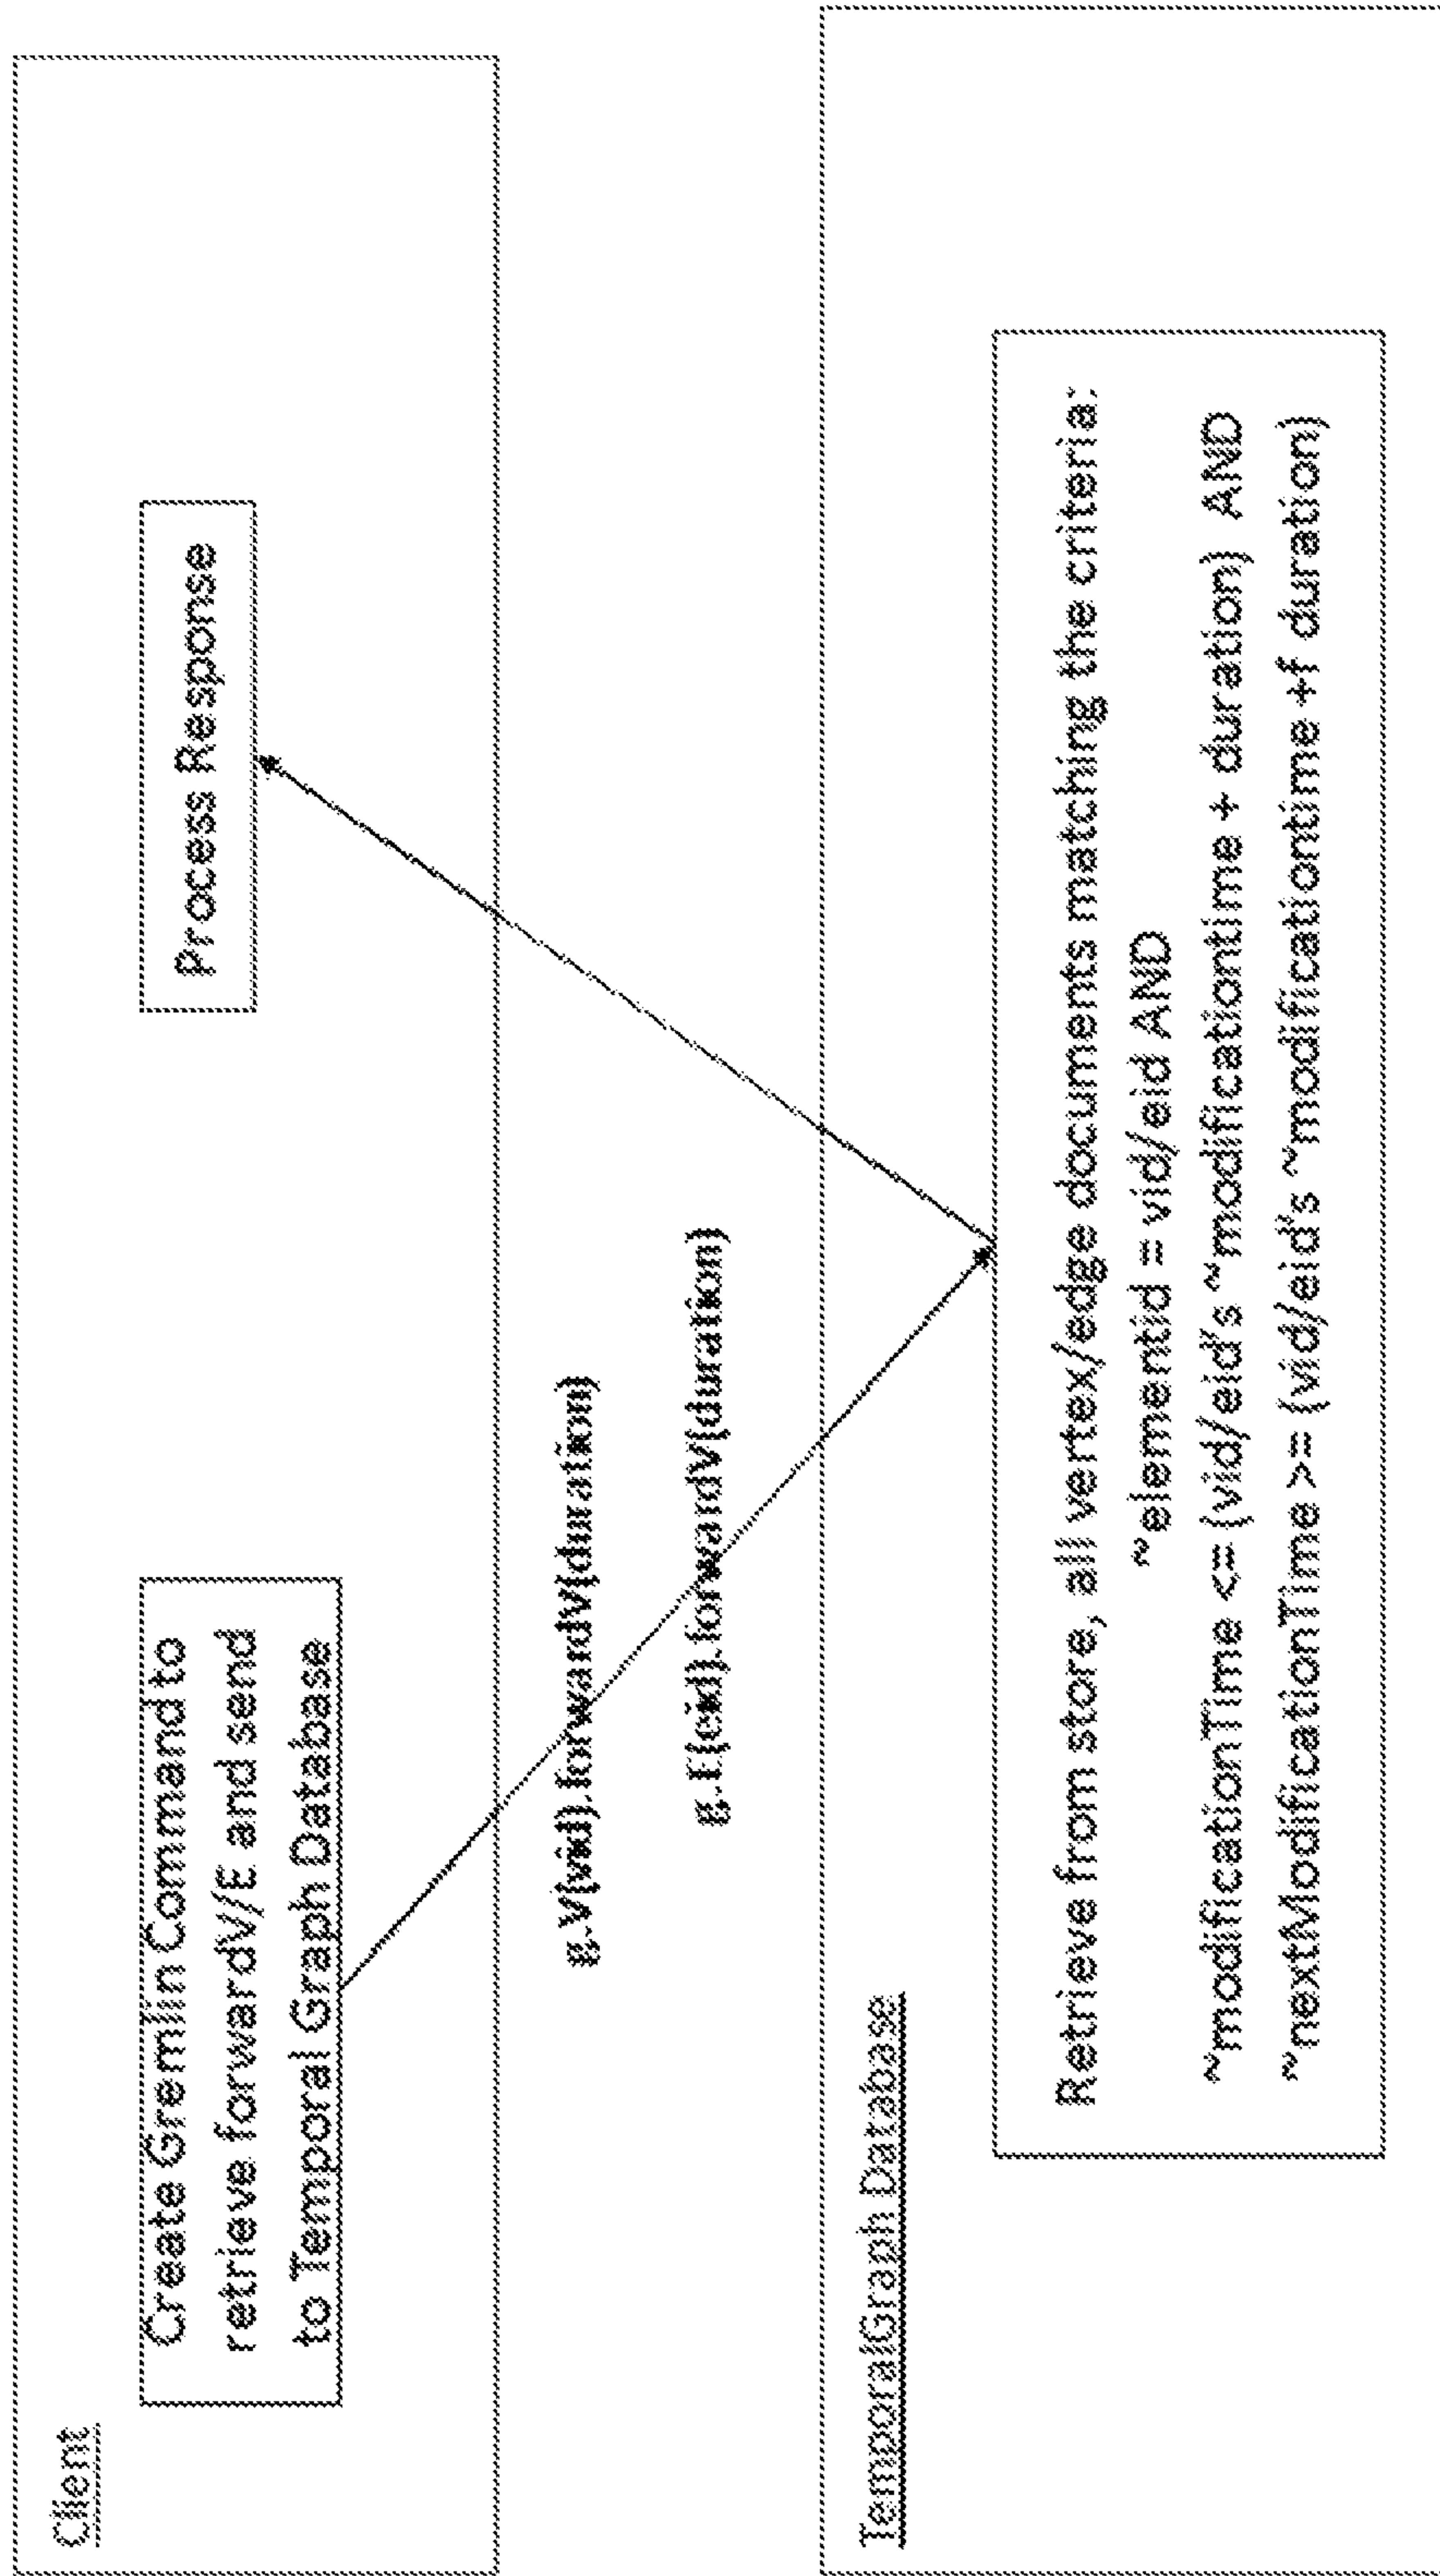 Client
Create Gremlin Command to
retrieve forwardV/E and send
to Temporal Graph Database
Process Response
g.V(vid).forwardV(duration)
g.E(eid).forwardV(duration)
TemporalGraph Database
Retrieve from store, all vertex/edge documents matching the criteria:
~elementid = vid/eid AND
~modificationTime <= (vid/eid's ~modificationtime + duration) AND
~nextModificationTime >= (vid/eid's ~modificationtime +f duration)